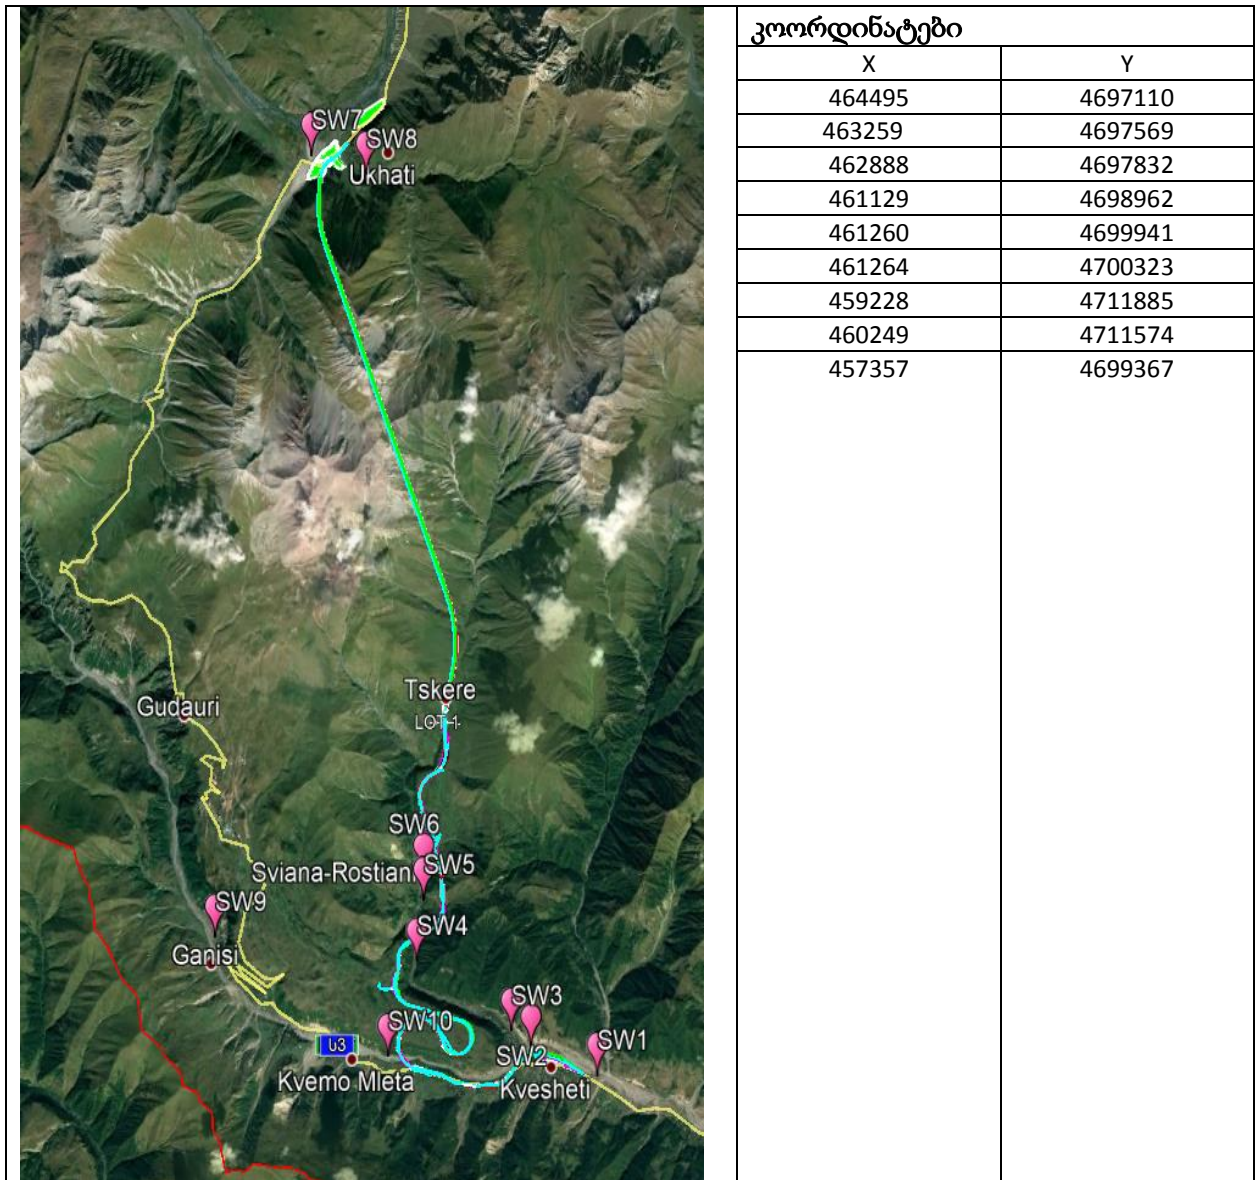 SW7
SW8
Ukhati
Tskere
Gudauri
LOT-1
SW6
SW5
Sviana-Rostiani
SW9
SW4
Ganisi
SW3
SW10
SW1
ს3
SW2
Kvemo Mleta
Kvesheti
კოორდინატები
X Y
464495 4697110
463259 4697569
462888 4697832
461129 4698962
461260 4699941
461264 4700323
459228 4711885
460249 4711574
457357 4699367